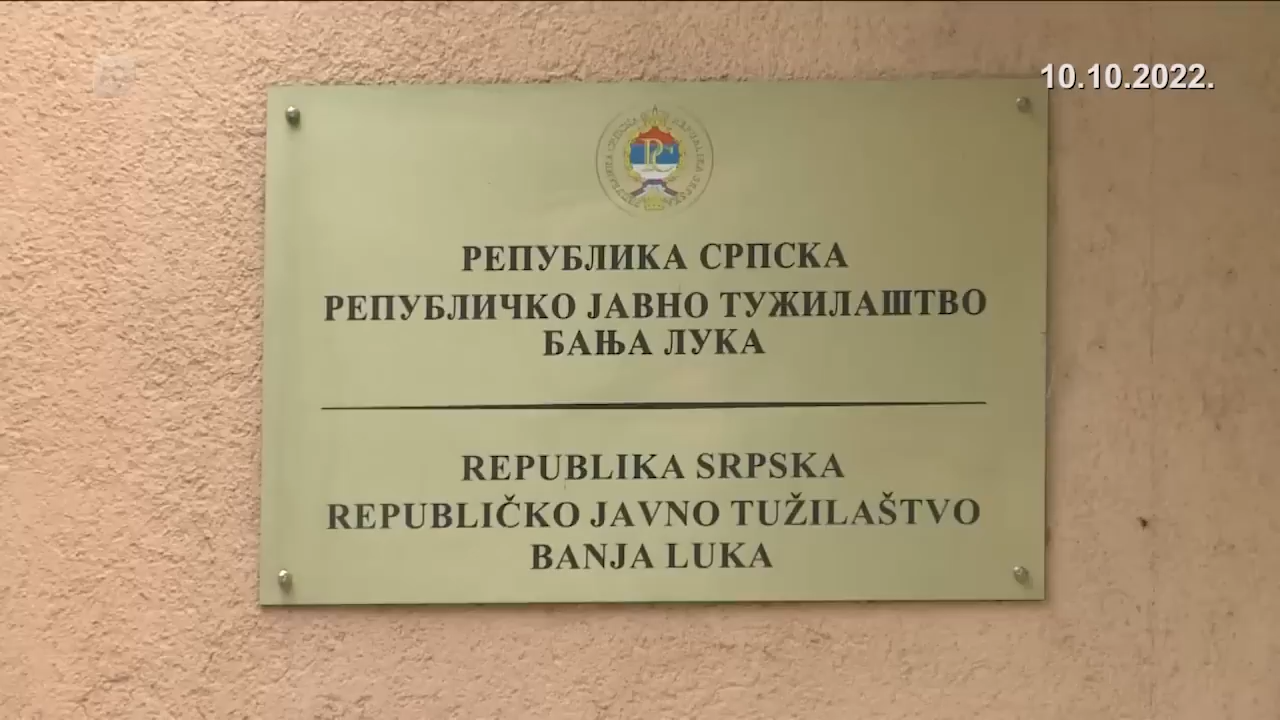 10.10.2022.
РЕПУБЛИКА СРПСКА
РЕПУБЛИЧКО ЈАВНО ТУЖИЛАШТВО
БАЊА ЛУКА
REPUBLIKA SRPSKA
REPUBLIČKO JAVNO TUŽILAŠTVO
BANJA LUKA